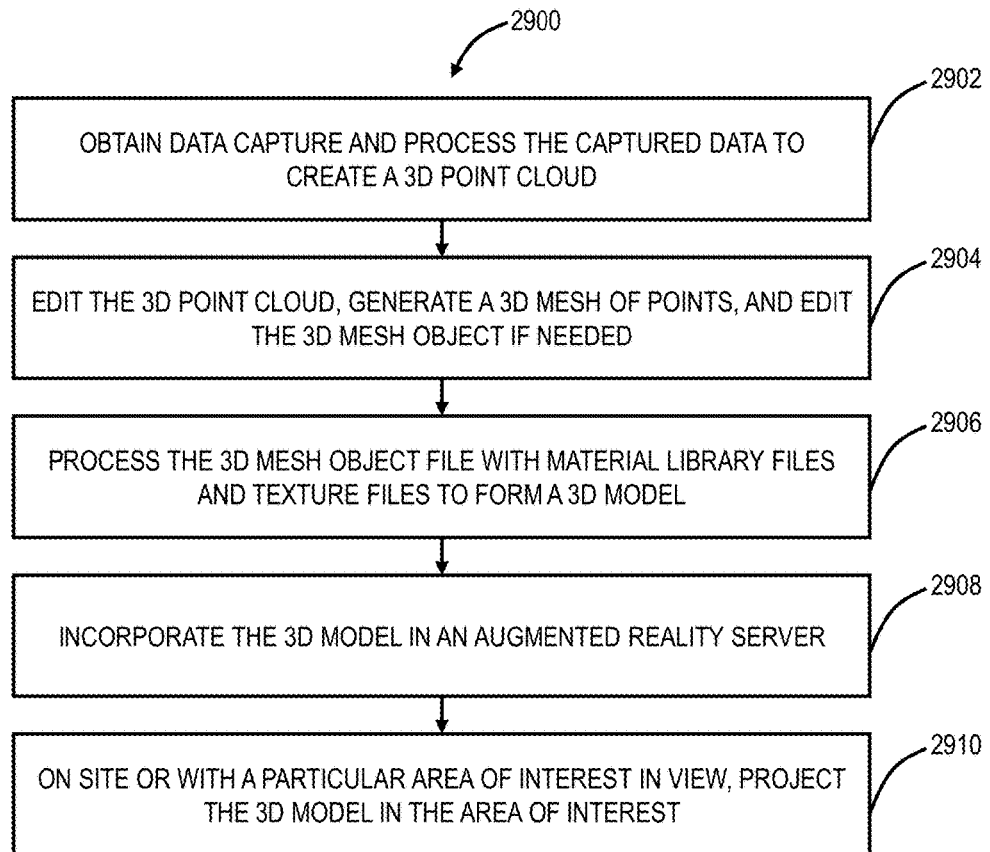 2900
2902
OBTAIN DATA CAPTURE AND PROCESS THE CAPTURED DATA TO
CREATE A 3D POINT CLOUD
2904
EDIT THE 3D POINT CLOUD, GENERATE A 3D MESH OF POINTS, AND EDIT
THE 3D MESH OBJECT IF NEEDED
2906
PROCESS THE 3D MESH OBJECT FILE WITH MATERIAL LIBRARY FILES
AND TEXTURE FILES TO FORM A 3D MODEL
2908
INCORPORATE THE 3D MODEL IN AN AUGMENTED REALITY SERVER
2910
ON SITE OR WITH A PARTICULAR AREA OF INTEREST IN VIEW, PROJECT
THE 3D MODEL IN THE AREA OF INTEREST